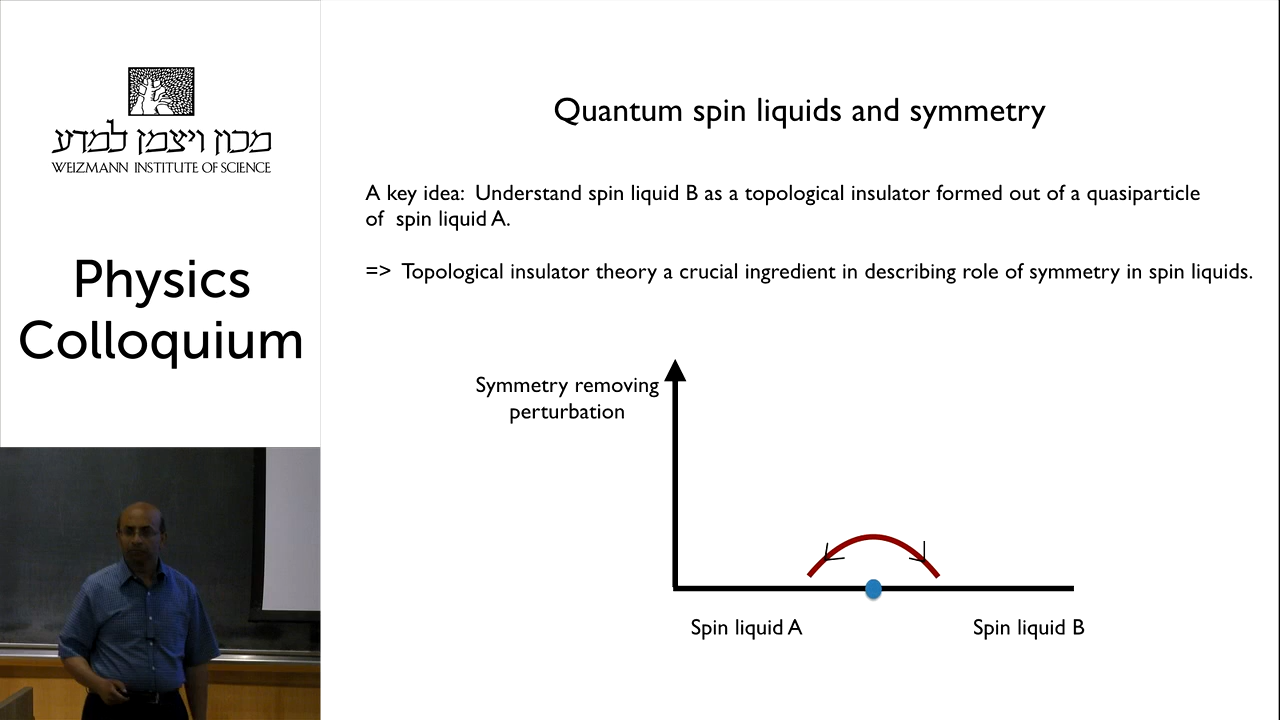 מכון ויצמן למדע
WEIZMANN INSTITUTE OF SCIENCE
Physics
Colloquium
Quantum spin liquids and symmetry
A key idea: Understand spin liquid B as a topological insulator formed out of a quasiparticle
of spin liquid A.
=> Topological insulator theory a crucial ingredient in describing role of symmetry in spin liquids.
Symmetry removing
perturbation
Spin liquid A
Spin liquid B